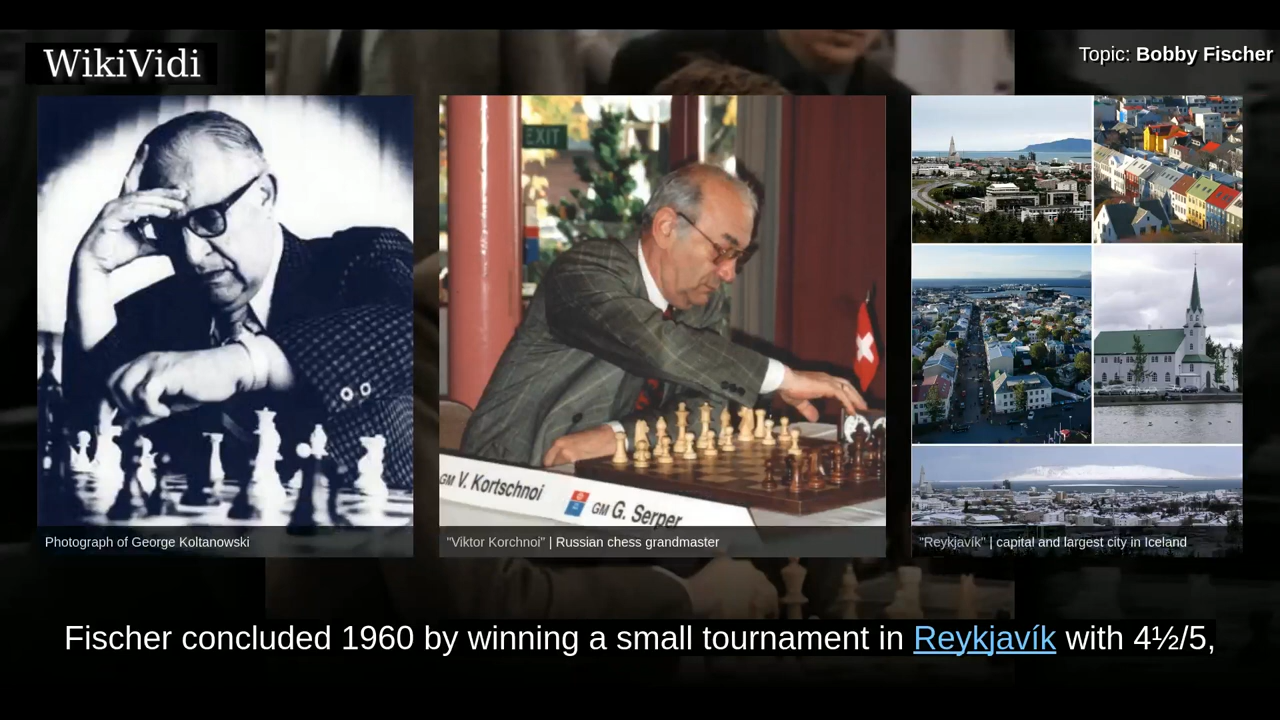 WikiVidi
Topic: Bobby Fischer
EXIT
GM V. Kortschnoi
GM G. Serper
Photograph of George Koltanowski
"Viktor Korchnoi" | Russian chess grandmaster
"Reykjavík" | capital and largest city in Iceland
Fischer concluded 1960 by winning a small tournament in Reykjavík with 4½/5,